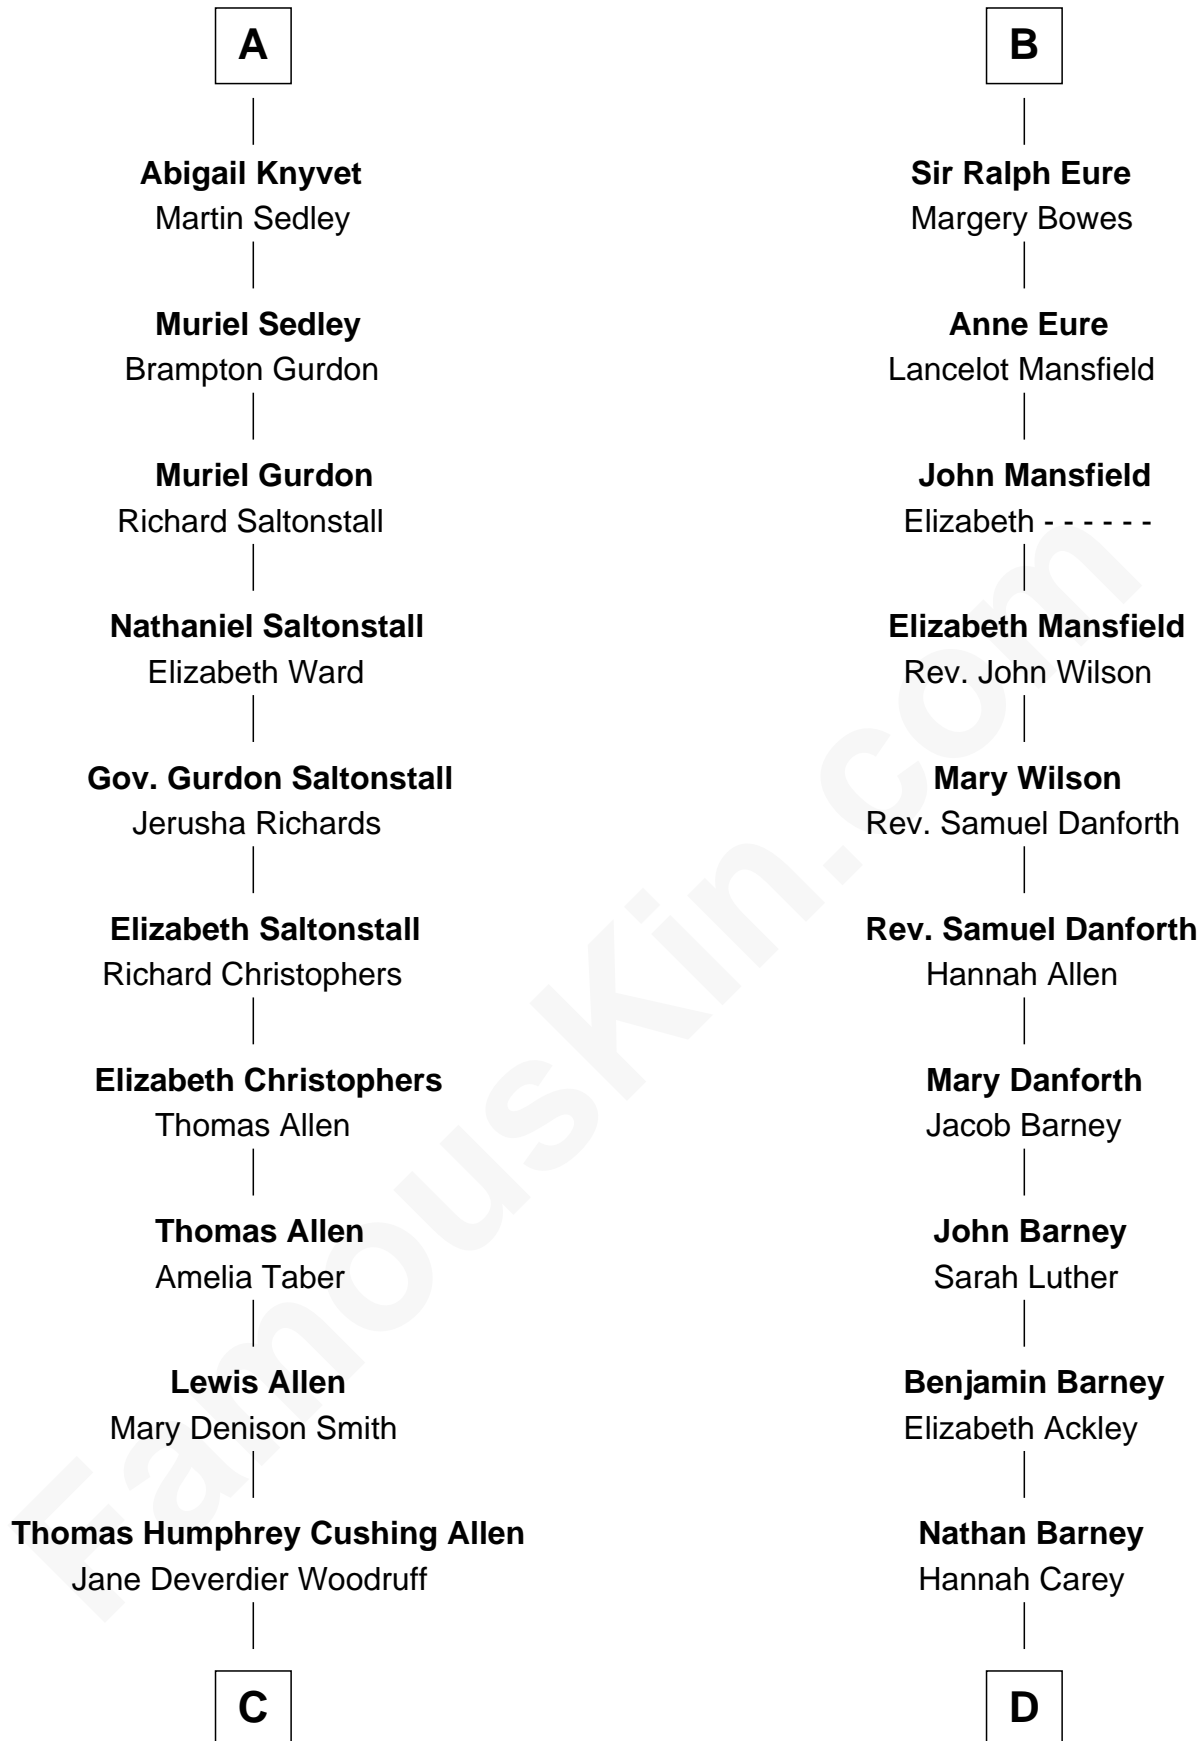 A
Abigail Knyvet
Martin Sedley
Muriel Sedley
Brampton Gurdon
Muriel Gurdon
Richard Saltonstall
Nathaniel Saltonstall
Elizabeth Ward
Gov. Gurdon Saltonstall
Jerusha Richards
Elizabeth Saltonstall
Richard Christophers
Elizabeth Christophers
Thomas Allen
Thomas Allen
Amelia Taber
Lewis Allen
Mary Denison Smith
Thomas Humphrey Cushing Allen
Jane Deverdier Woodruff
C
B
Sir Ralph Eure
Margery Bowes
Anne Eure
Lancelot Mansfield
John Mansfield
Elizabeth - - - - - -
Elizabeth Mansfield
Rev. John Wilson
Mary Wilson
Rev. Samuel Danforth
Rev. Samuel Danforth
Hannah Allen
Mary Danforth
Jacob Barney
John Barney
Sarah Luther
Benjamin Barney
Elizabeth Ackley
Nathan Barney
Hannah Carey
D
FamousKin.com